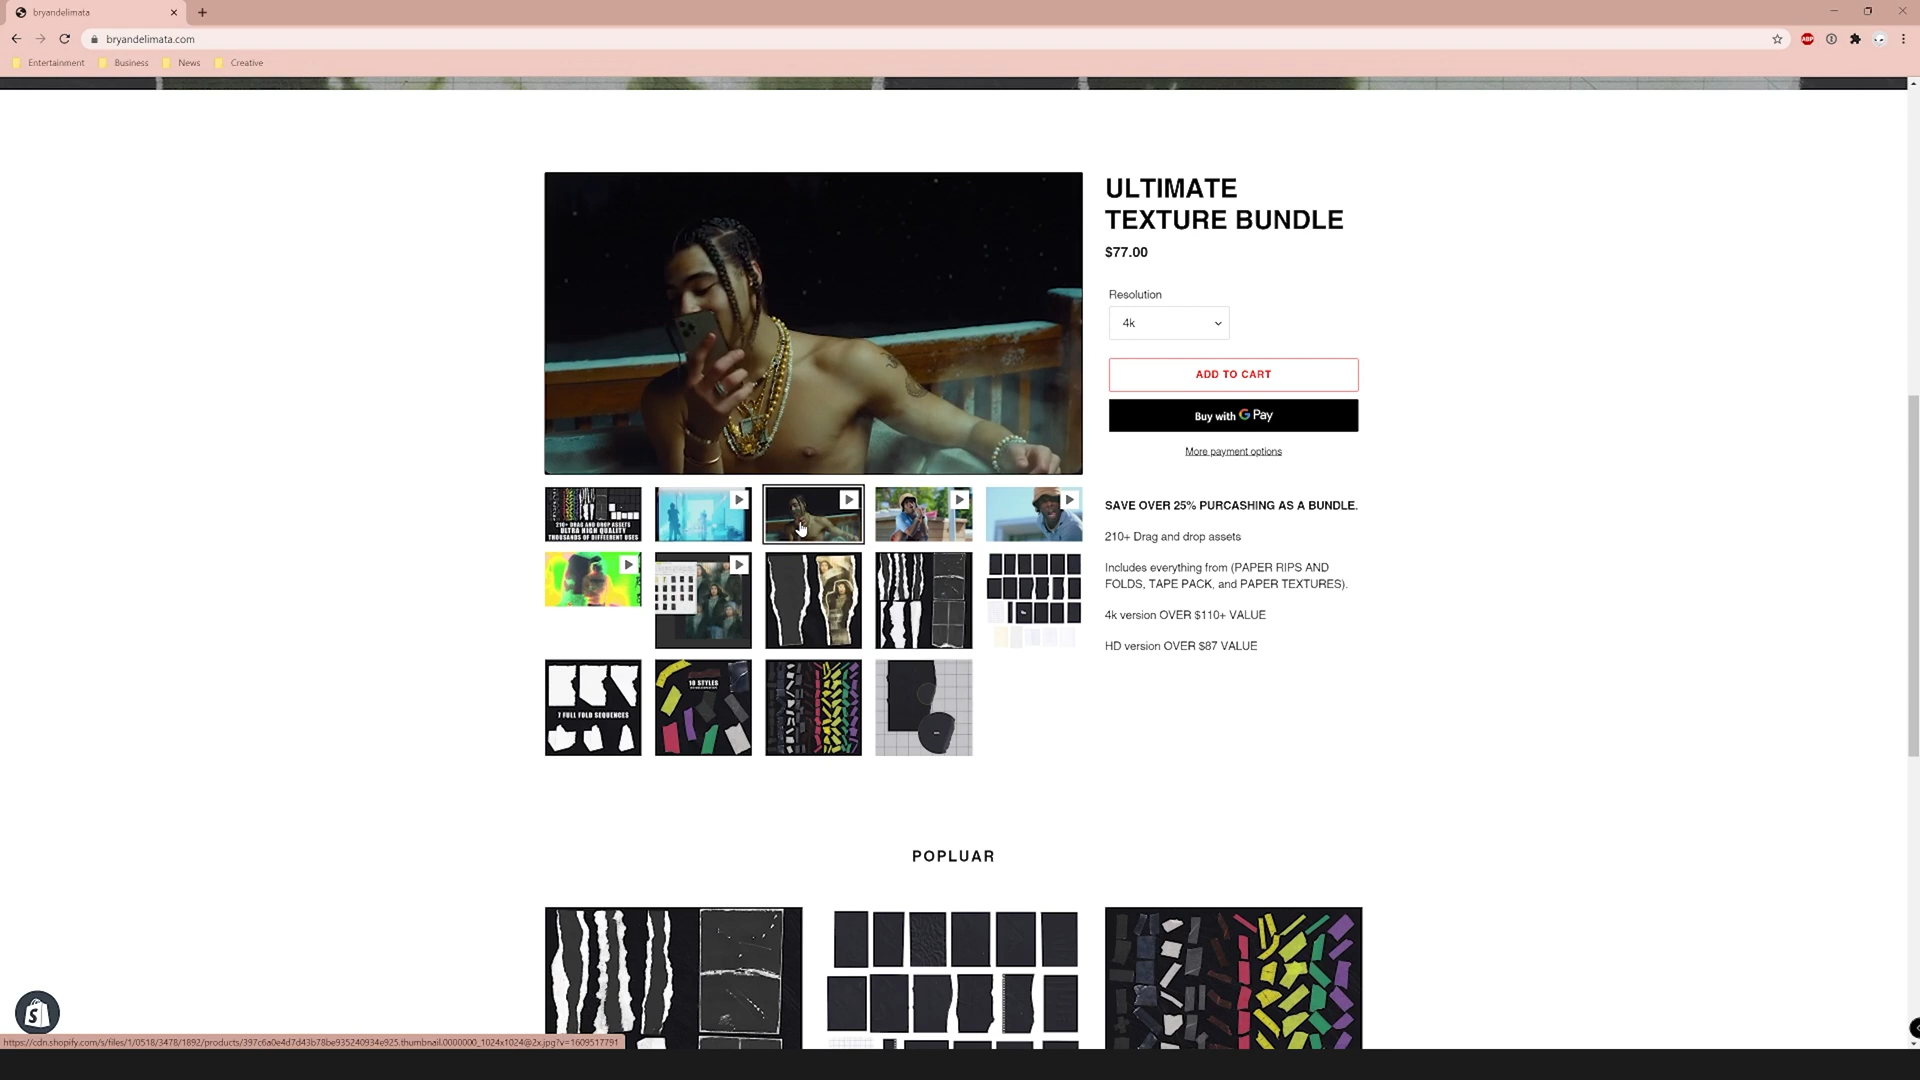 bryandelimata
bryandelimata.com
ABP
Entertainment
Business
News
Creative
ULTIMATE
TEXTURE BUNDLE
$77.00
Resolution
4k
ADD TO CART
Buy with G Pay
More payment options
SAVE OVER 25% PURCASHING AS A BUNDLE.
210+ Drag and drop assets
Includes everything from (PAPER RIPS AND
FOLDS, TAPE PACK, and PAPER TEXTURES).
4k version OVER $110+ VALUE
HD version OVER $87 VALUE
210+ DRAG AND DROP ASSETS
ULTRA HIGH QUALITY
THOUSANDS OF DIFFERENT USES
7 FULL FOLD SEQUENCES
10 STYLES
POPLUAR
https://cdn.shopify.com/s/files/1/0518/3478/1892/products/397c6a0e4d7d43b78be935240934e925.thumbnail.0000000_1024x1024@2x.jpg?v=1609517791